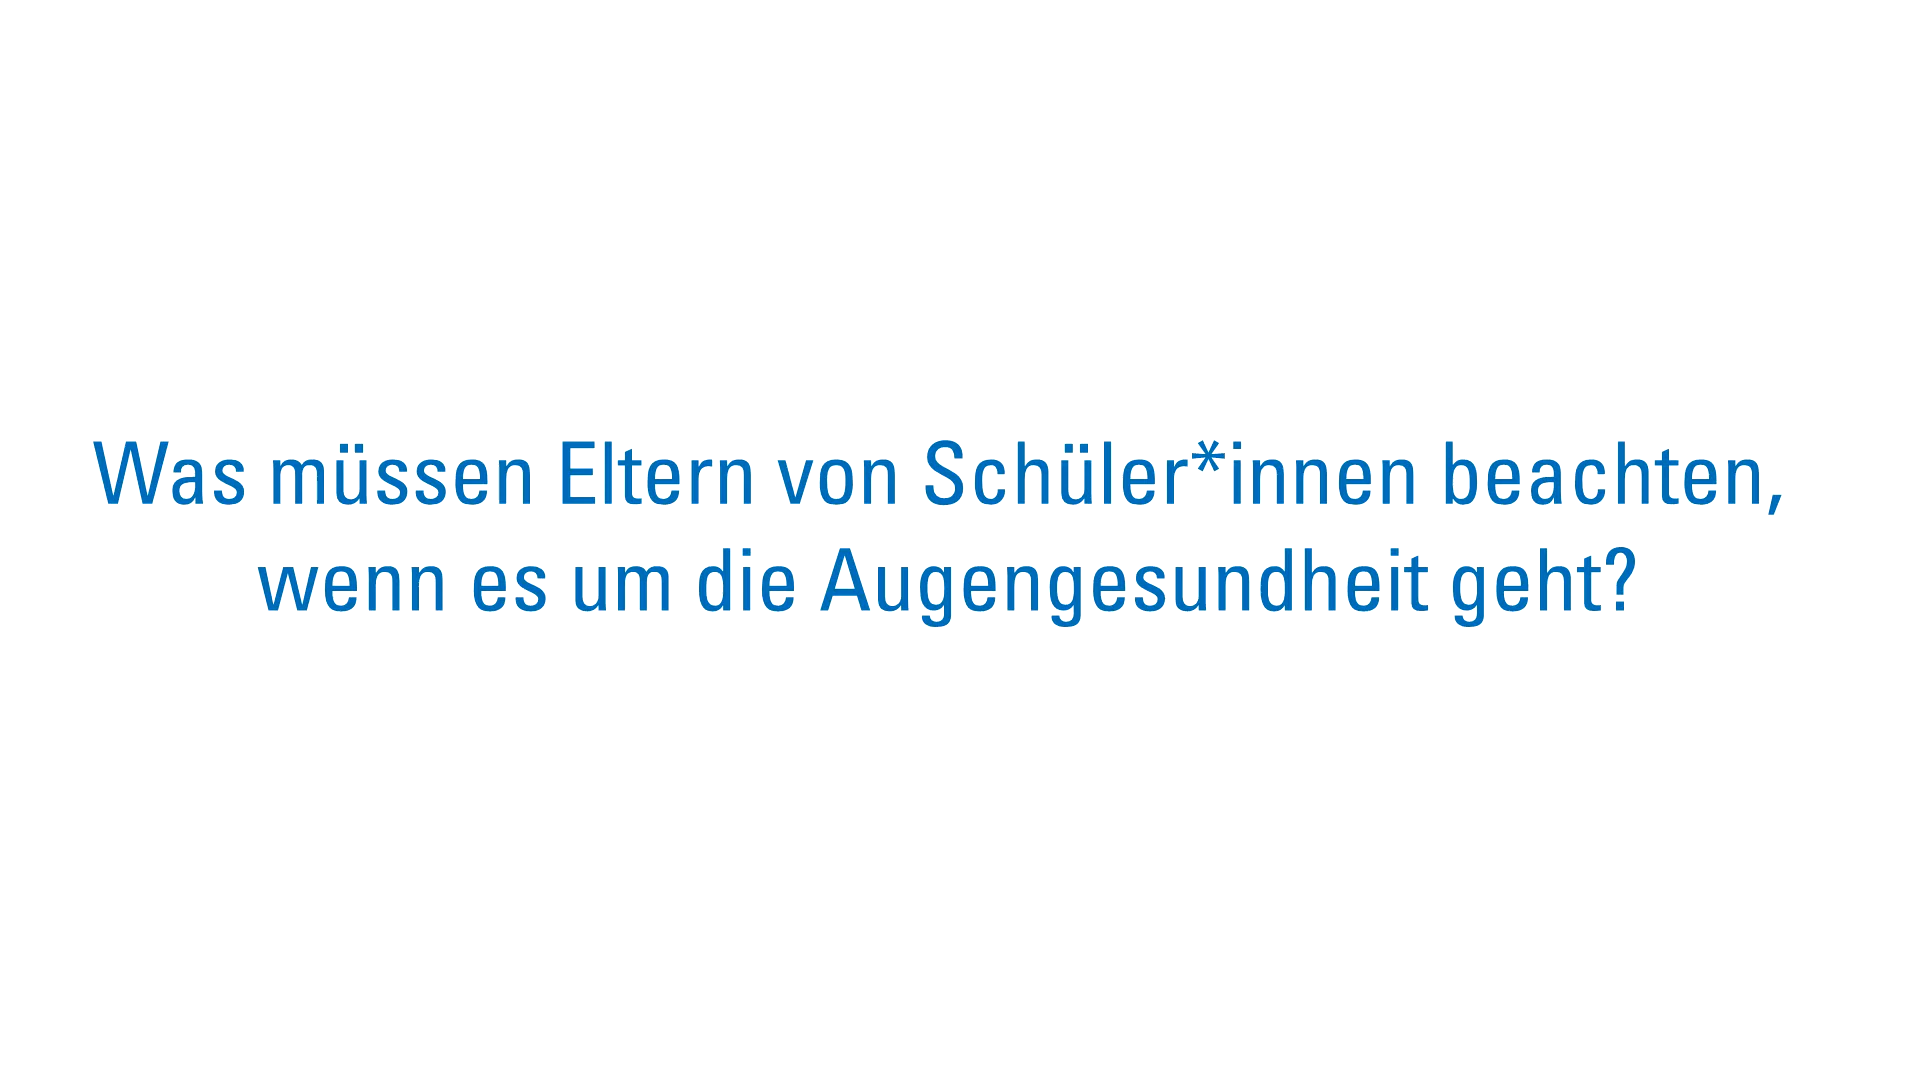 Was müssen Eltern von Schüler*innen beachten,
wenn es um die Augengesundheit geht?